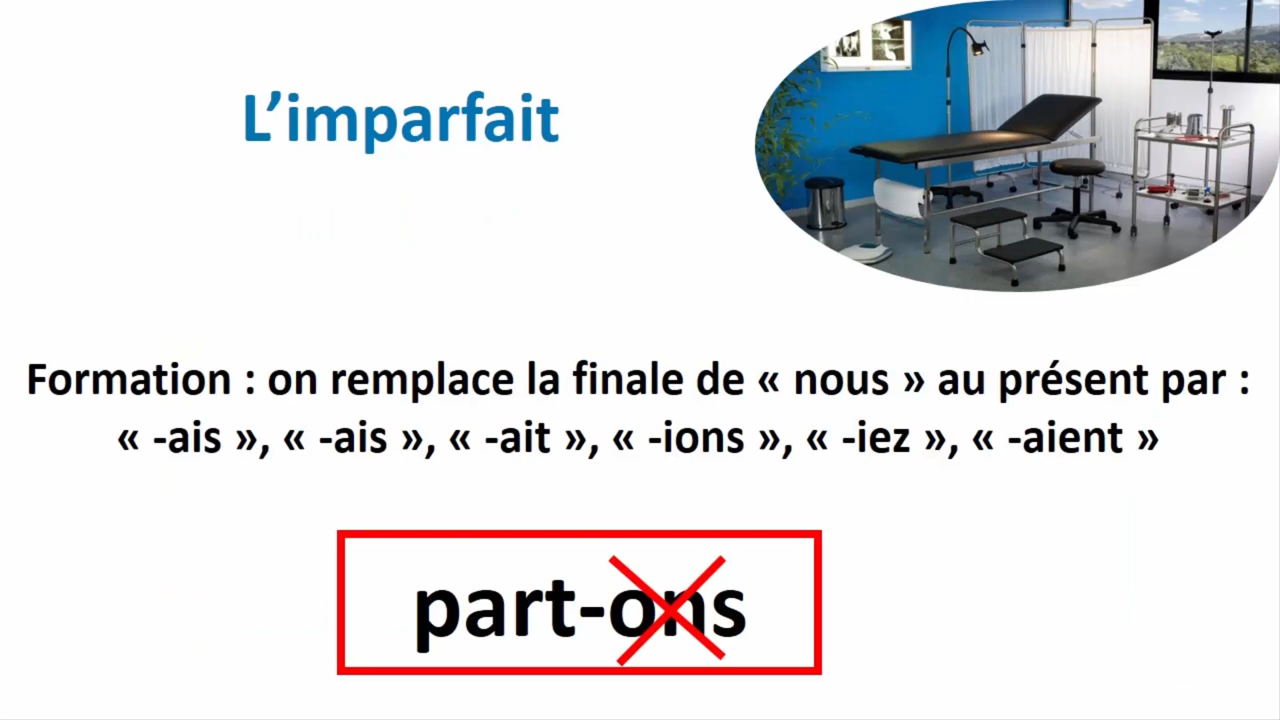 L’imparfait
Formation : on remplace la finale de « nous » au présent par :
« -ais », « -ais », « -ait », « -ions », « -iez », « -aient »
part-ons